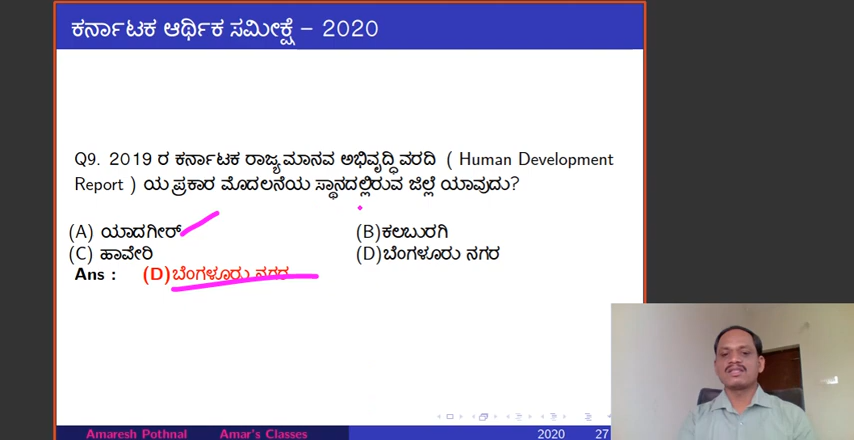 ಕರ್ನಾಟಕ ಆರ್ಥಿಕ ಸಮೀಕ್ಷೆ – 2020
Q9. 2019 ರ ಕರ್ನಾಟಕ ರಾಜ್ಯ ಮಾನವ ಅಭಿವೃದ್ಧಿ ವರದಿ ( Human Development
Report ) ಯ ಪ್ರಕಾರ ಮೊದಲನೆಯ ಸ್ಥಾನದಲ್ಲಿರುವ ಜಿಲ್ಲೆ ಯಾವುದು?
(A) ಯಾದಗೀರ್ (B)ಕಲಬುರಗಿ
(C) ಹಾವೇರಿ (D)ಬೆಂಗಳೂರು ನಗರ
Ans : (D)ಬೆಂಗಳೂರು ನಗರ
Amaresh Pothnal Amar's Classes 2020 27